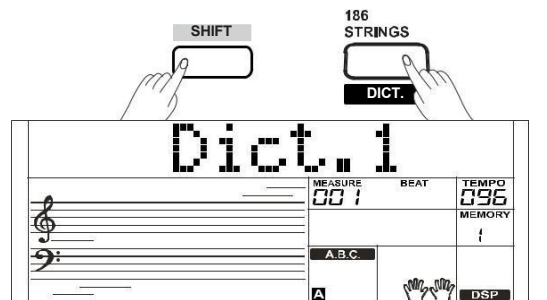 SHIFT
186
STRINGS
DICT.
Dict. 1
MEASURE BEAT TEMPO
001 096
MEMORY
1
A.B.C.
A
DSP